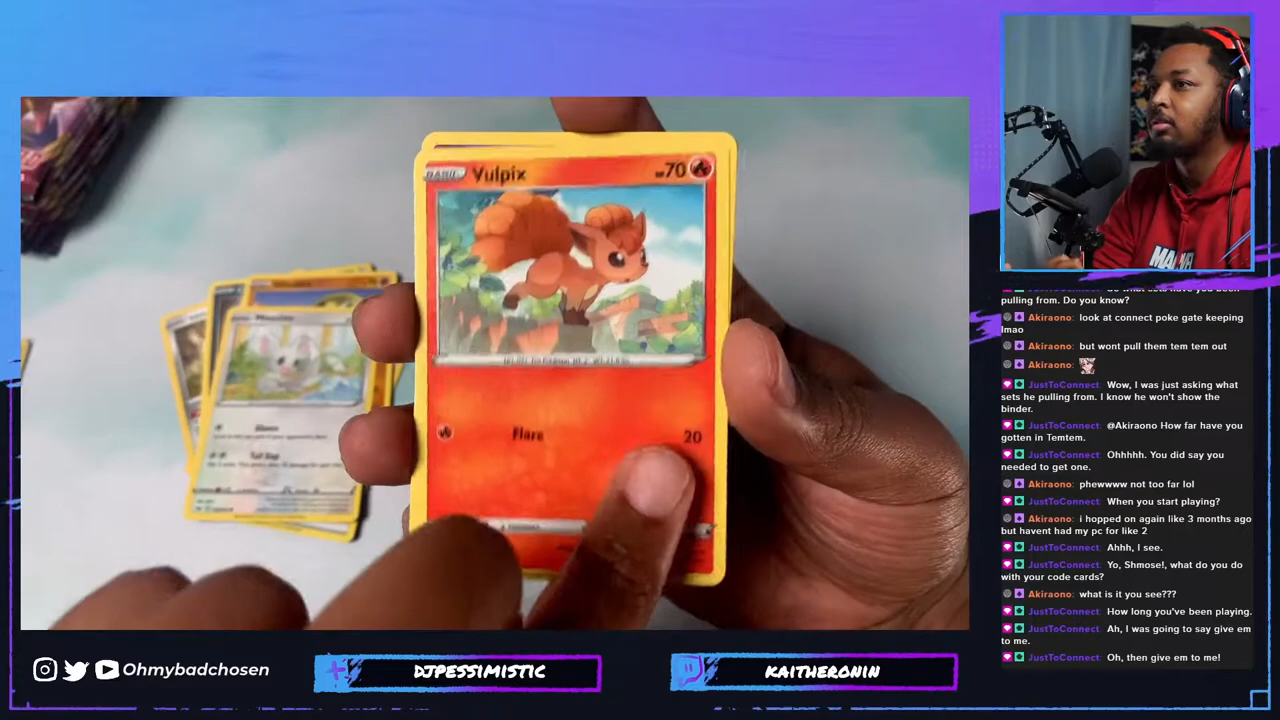 BASIC Vulpix HP70
Flare 20
MARVEL
pulling from. Do you know?
Akiraono: look at connect poke gate keeping
lmao
Akiraono: but wont pull them tem tem out
Akiraono:
JustToConnect: Wow, I was just asking what
sets he pulling from. I know he won't show the
binder.
JustToConnect: @Akiraono How far have you
gotten in Temtem.
JustToConnect: Ohhhhh. You did say you
needed to get one.
Akiraono: phewwww not too far lol
JustToConnect: When you start playing?
Akiraono: i hopped on again like 3 months ago
but havent had my pc for like 2
JustToConnect: Ahhh, I see.
JustToConnect: Yo, Shmose!, what do you do
with your code cards?
Akiraono: what is it you see???
JustToConnect: How long you've been playing.
JustToConnect: Ah, I was going to say give em
to me.
JustToConnect: Oh, then give em to me!
Ohmybadchosen
DJPESSIMISTIC
KAITHERONIN